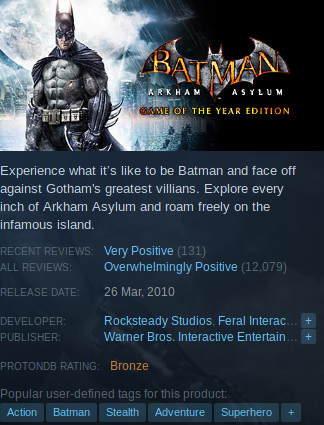 BATMAN
ARKHAM ASYLUM
GAME OF THE YEAR EDITION
Experience what it's like to be Batman and face off
against Gotham's greatest villians. Explore every
inch of Arkham Asylum and roam freely on the
infamous island.
RECENT REVIEWS: Very Positive (131)
ALL REVIEWS: Overwhelmingly Positive (12,079)
RELEASE DATE: 26 Mar, 2010
DEVELOPER: Rocksteady Studios, Feral Interac... +
PUBLISHER: Warner Bros. Interactive Entertain... +
PROTONDB RATING: Bronze
Popular user-defined tags for this product:
Action Batman Stealth Adventure Superhero +